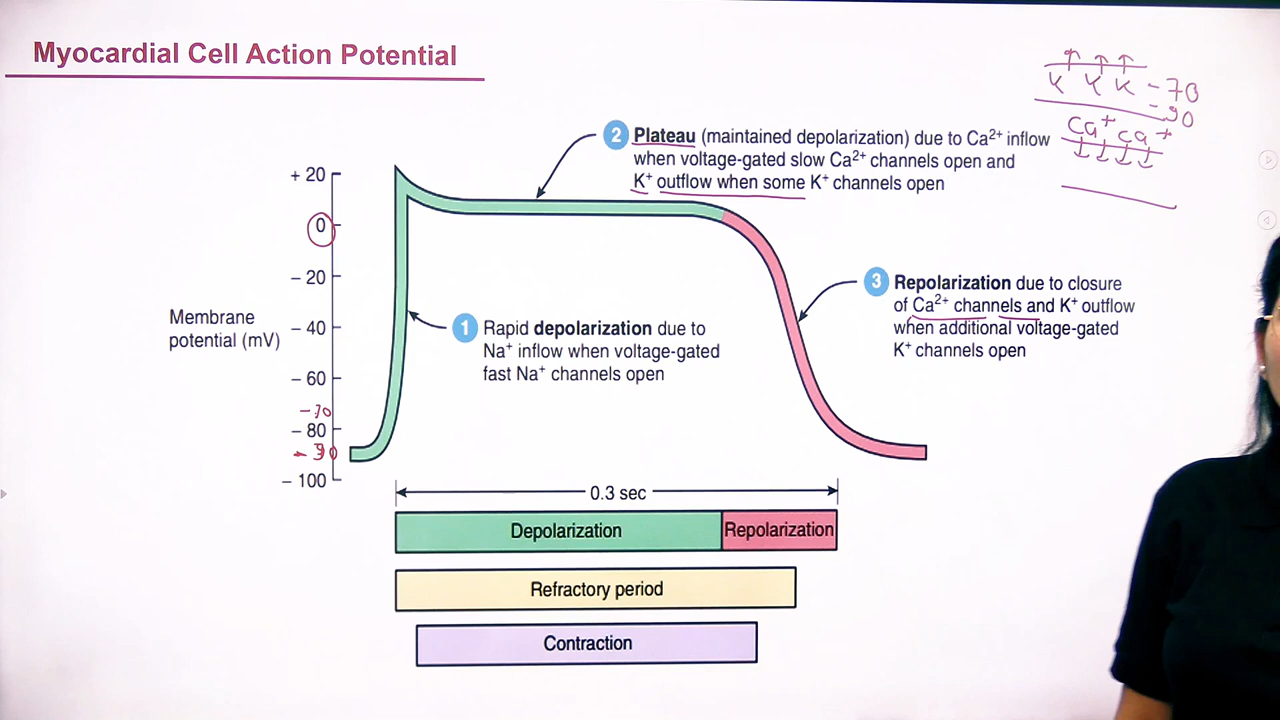 Myocardial Cell Action Potential
K K K - 70
- 90
Ca+ Ca+
2 Plateau (maintained depolarization) due to Ca2+ inflow
when voltage-gated slow Ca2+ channels open and
K+ outflow when some K+ channels open
+ 20
0
– 20
– 40
– 60
- 70
– 80
- 90
– 100
Membrane
potential (mV)
1 Rapid depolarization due to
Na+ inflow when voltage-gated
fast Na+ channels open
3 Repolarization due to closure
of Ca2+ channels and K+ outflow
when additional voltage-gated
K+ channels open
0.3 sec
Depolarization
Repolarization
Refractory period
Contraction